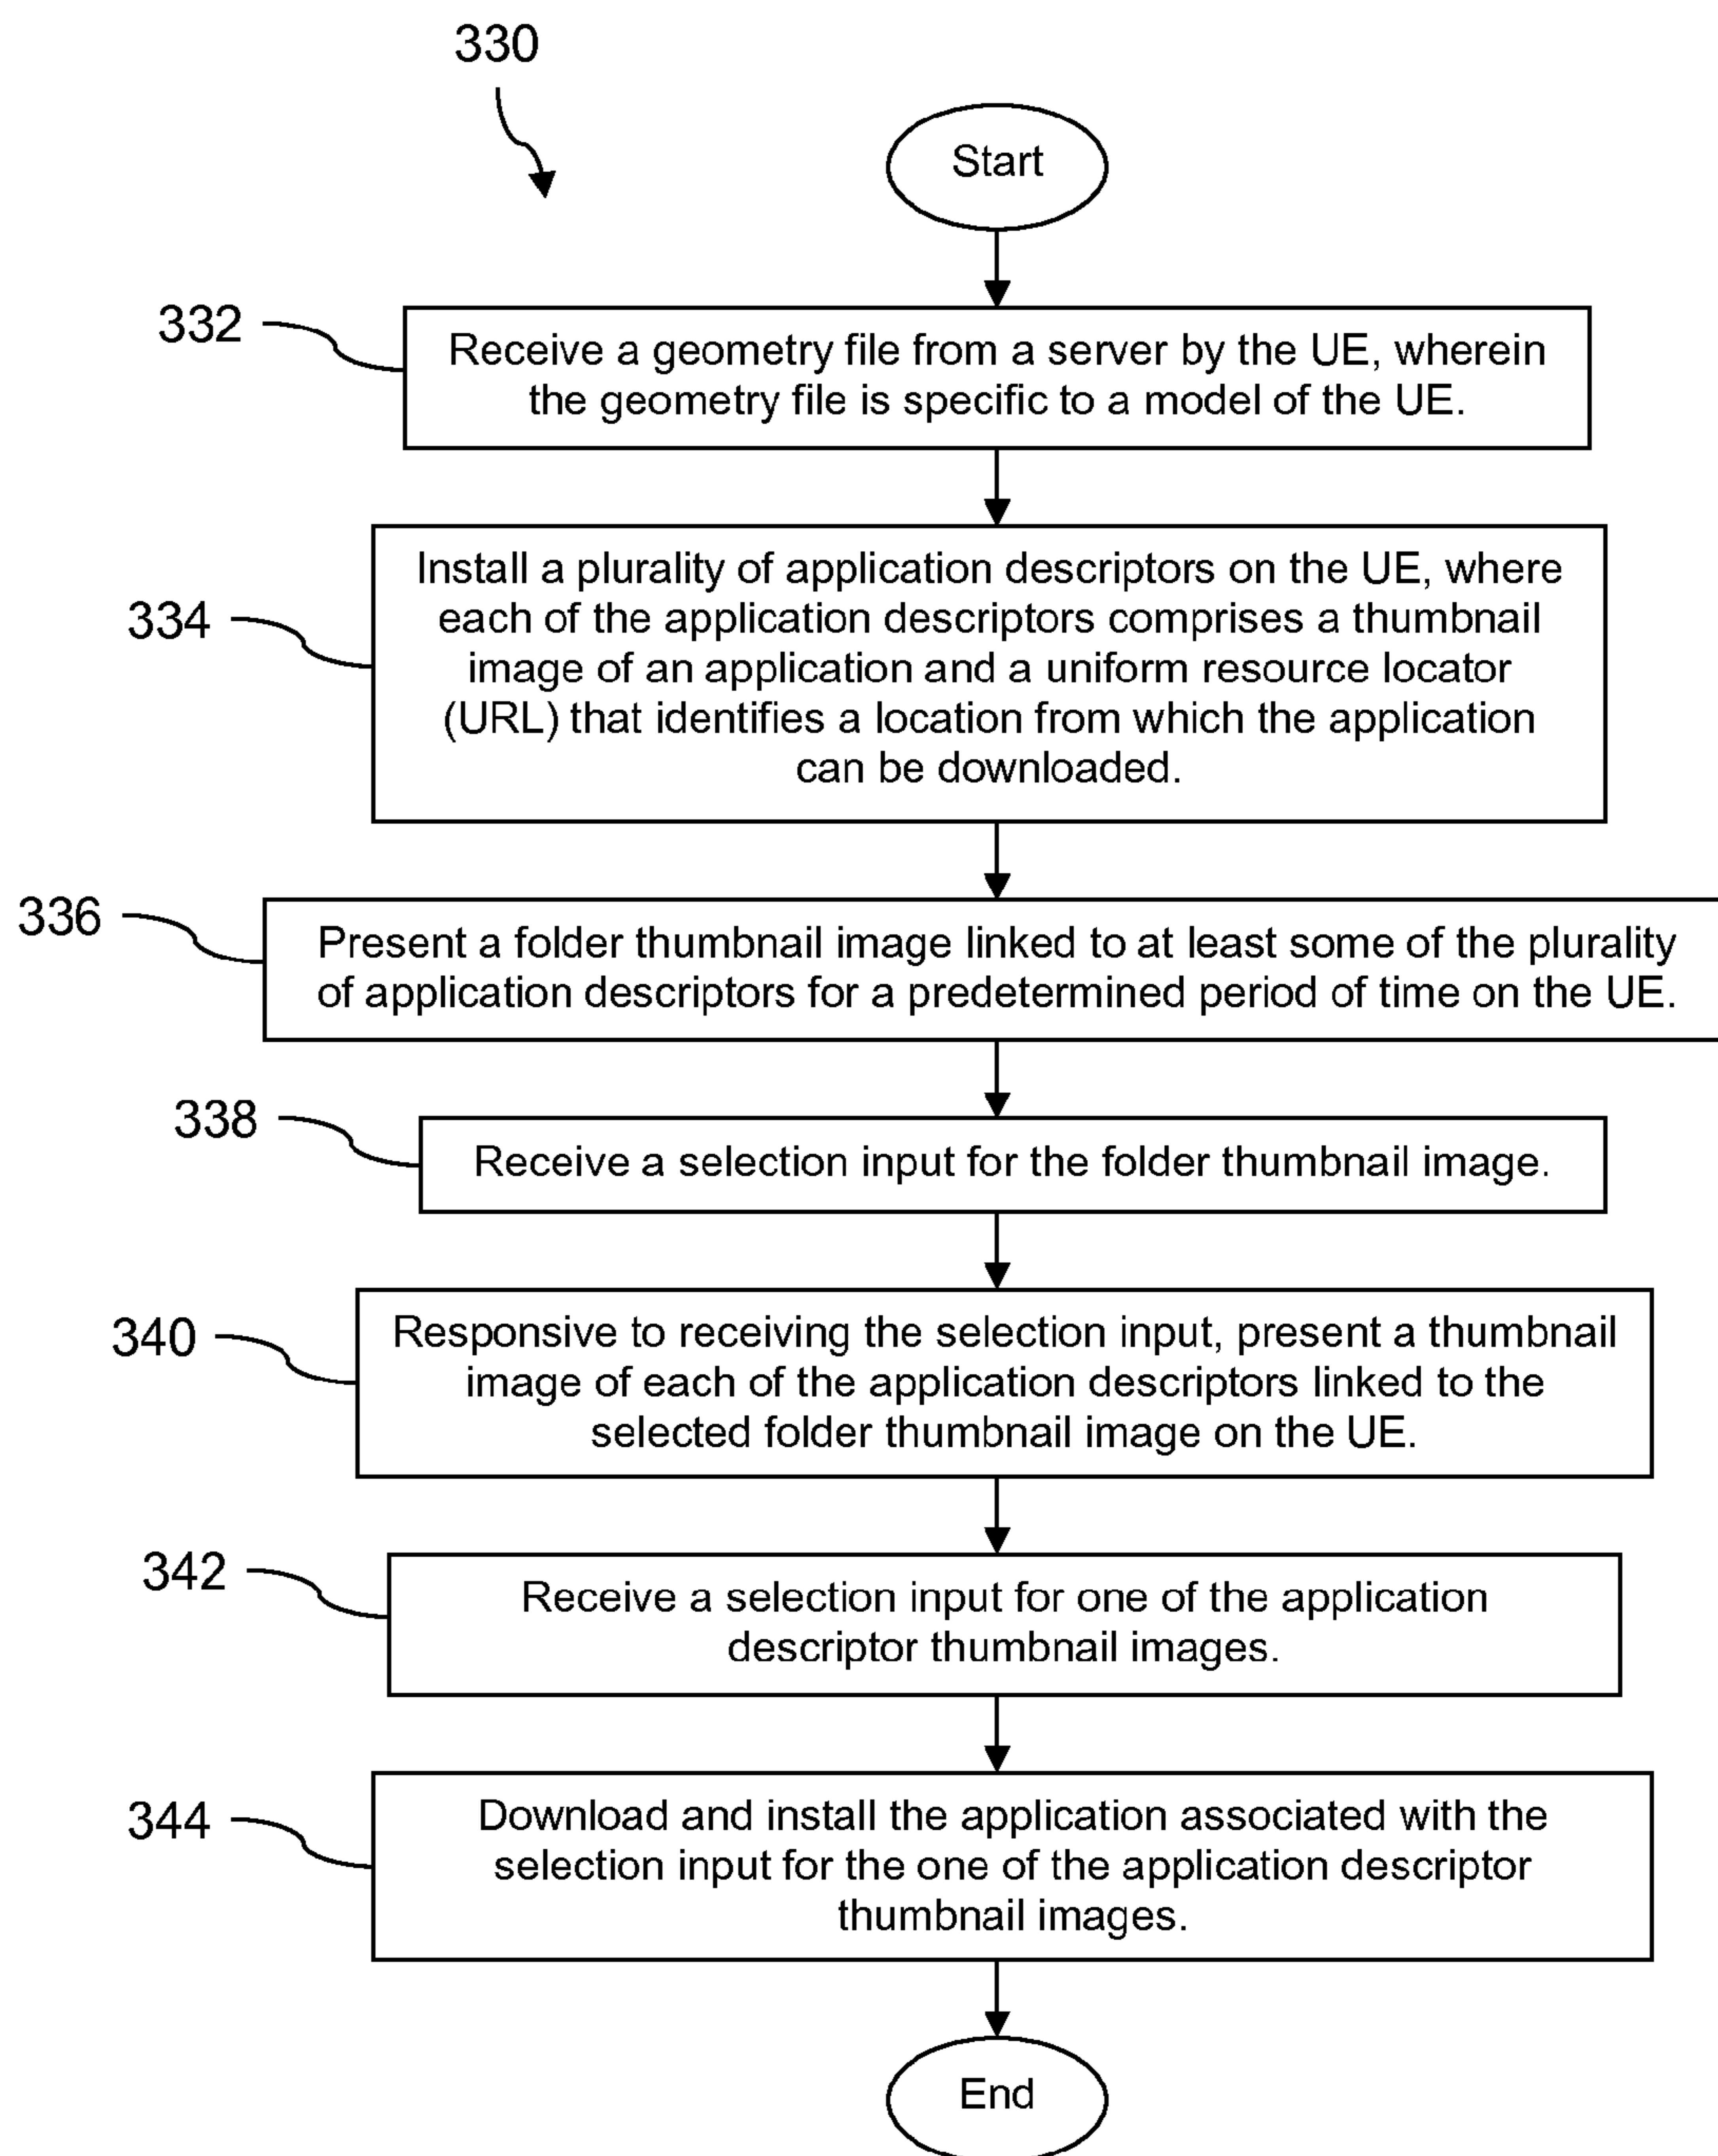 330
Start
332
Receive a geometry file from a server by the UE, wherein
the geometry file is specific to a model of the UE.
334
Install a plurality of application descriptors on the UE, where
each of the application descriptors comprises a thumbnail
image of an application and a uniform resource locator
(URL) that identifies a location from which the application
can be downloaded.
336
Present a folder thumbnail image linked to at least some of the plurality
of application descriptors for a predetermined period of time on the UE.
338
Receive a selection input for the folder thumbnail image.
340
Responsive to receiving the selection input, present a thumbnail
image of each of the application descriptors linked to the
selected folder thumbnail image on the UE.
342
Receive a selection input for one of the application
descriptor thumbnail images.
344
Download and install the application associated with the
selection input for the one of the application descriptor
thumbnail images.
End